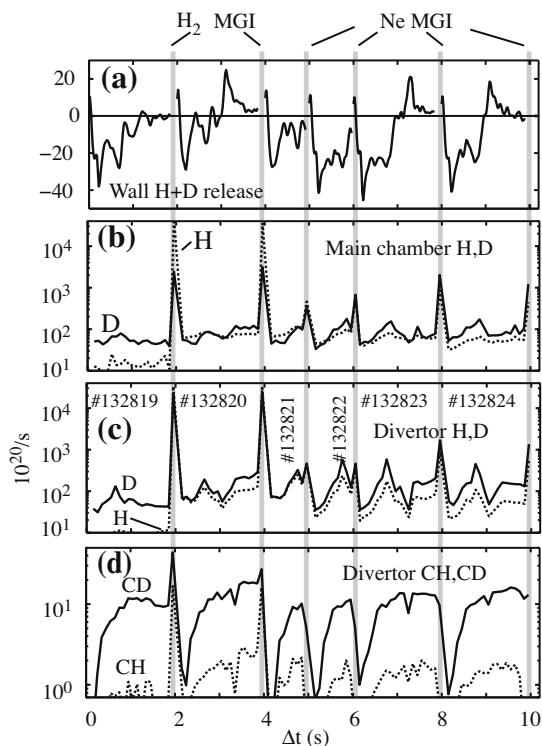 H2 MGI Ne MGI
(a)
20
0
−20
−40
Wall H+D release
(b)
H
Main chamber H,D
D
10^4
10^3
10^2
10^1
(c)
#132819 #132820 #132821 #132822 #132823 #132824
Divertor H,D
D
H
10^4
10^3
10^2
10^1
10^20/s
(d)
Divertor CH,CD
CD
CH
10^1
10^0
0 2 4 6 8 10
Δt (s)